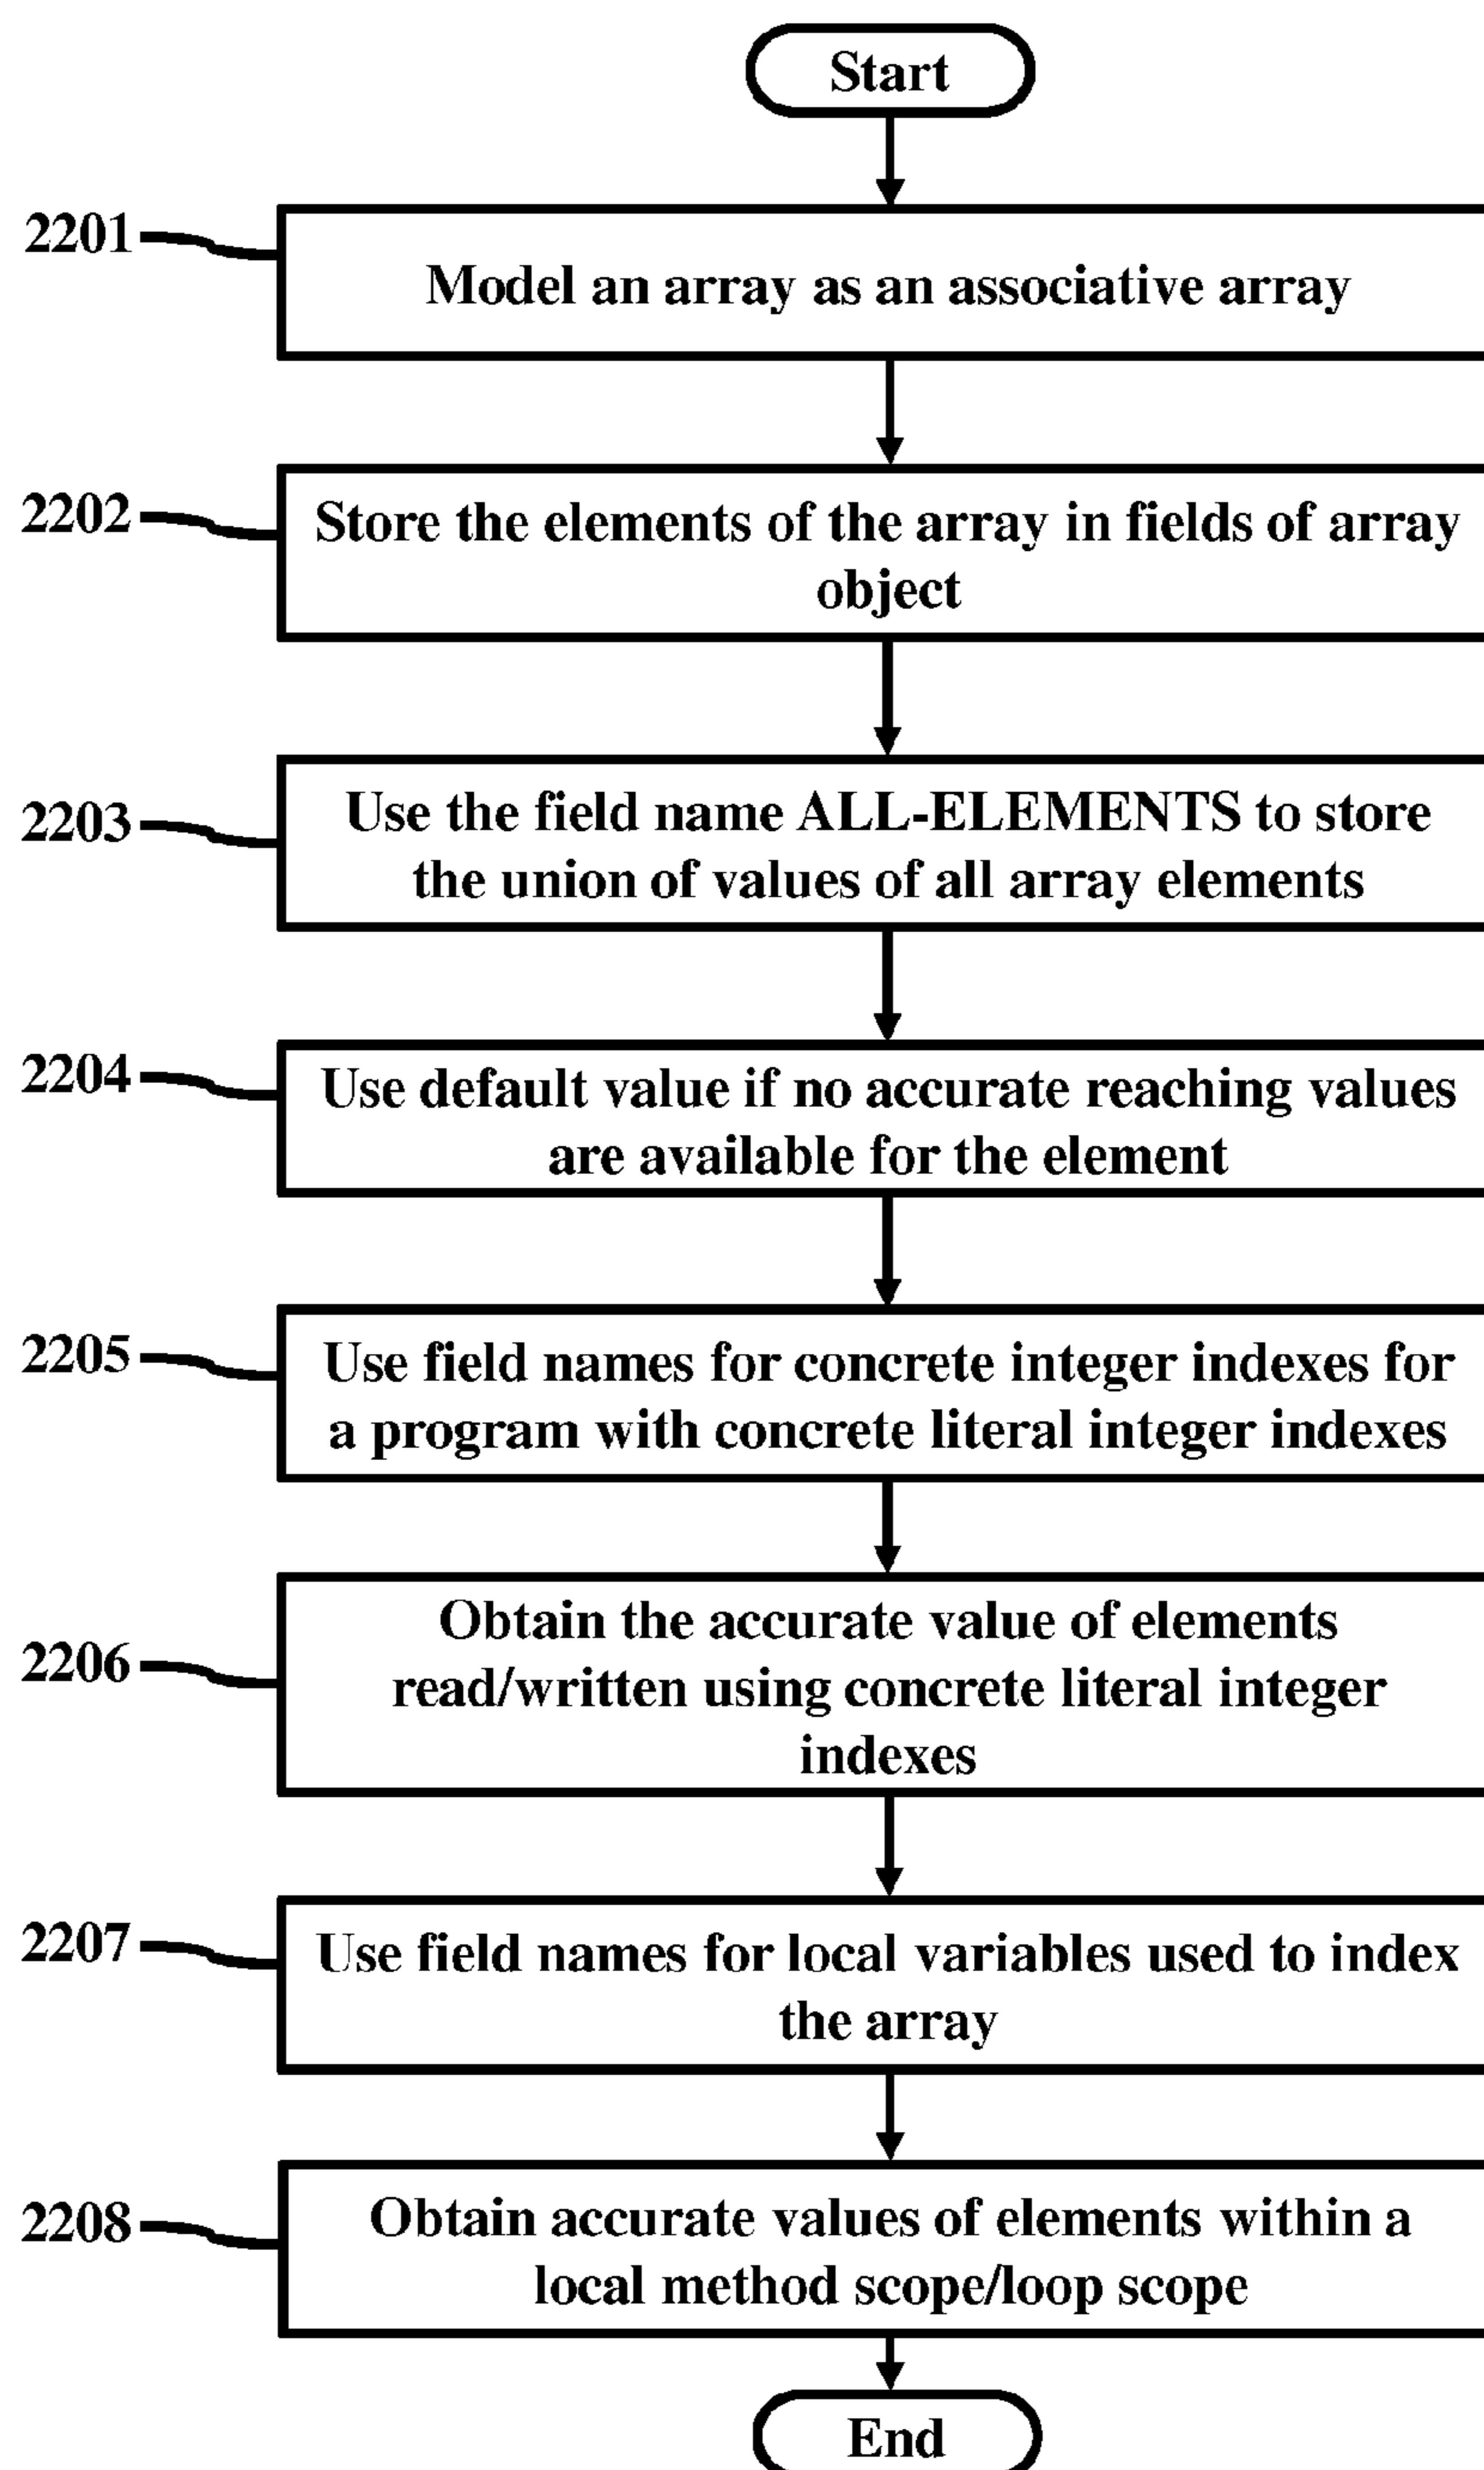 Start
2201
Model an array as an associative array
2202
Store the elements of the array in fields of array
object
2203
Use the field name ALL-ELEMENTS to store
the union of values of all array elements
2204
Use default value if no accurate reaching values
are available for the element
2205
Use field names for concrete integer indexes for
a program with concrete literal integer indexes
2206
Obtain the accurate value of elements
read/written using concrete literal integer
indexes
2207
Use field names for local variables used to index
the array
2208
Obtain accurate values of elements within a
local method scope/loop scope
End